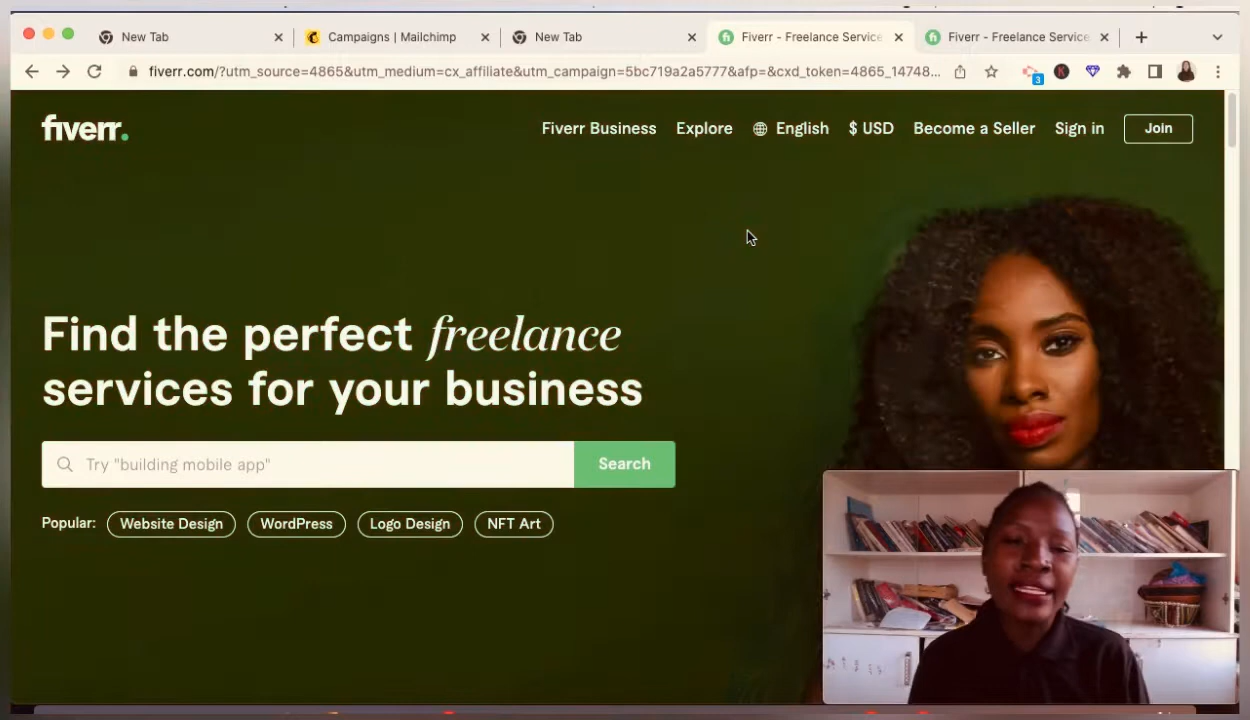 New Tab
Campaigns | Mailchimp
New Tab
Fiverr - Freelance Service
Fiverr - Freelance Service
fiverr.com/?utm_source=4865&utm_medium=cx_affiliate&utm_campaign=5bc719a2a5777&afp=&cxd_token=4865_14748...
3
K
fiverr.
Fiverr Business
Explore
English
$ USD
Become a Seller
Sign in
Join
Find the perfect freelance
services for your business
Try "building mobile app"
Search
Popular:
Website Design
WordPress
Logo Design
NFT Art